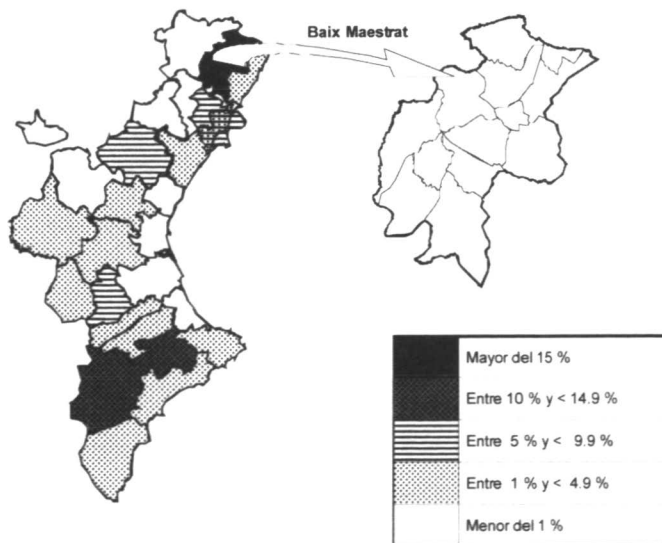 Baix Maestrat
Mayor del 15 %
Entre 10 % y < 14.9 %
Entre 5 % y < 9.9 %
Entre 1 % y < 4.9 %
Menor del 1 %